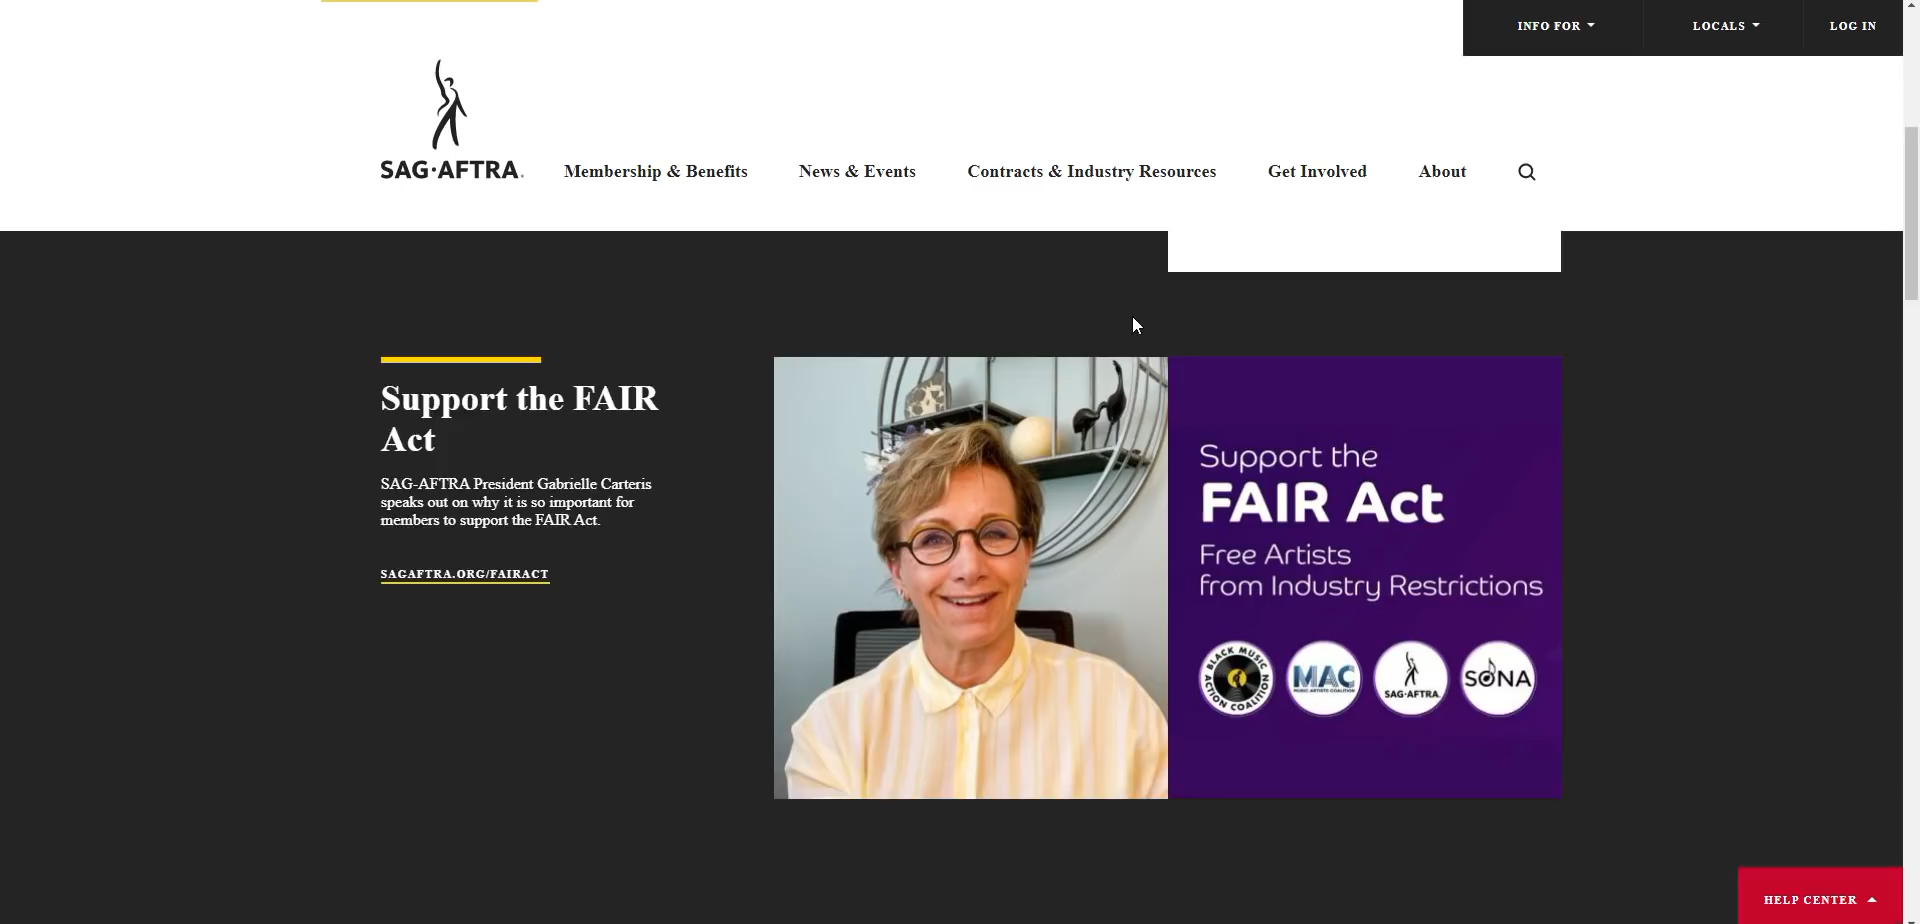 INFO FOR
LOCALS
LOG IN
SAG·AFTRA.
Membership & Benefits
News & Events
Contracts & Industry Resources
Get Involved
About
Support the FAIR
Act
SAG-AFTRA President Gabrielle Carteris
speaks out on why it is so important for
members to support the FAIR Act.
SAGAFTRA.ORG/FAIRACT
Support the
FAIR Act
Free Artists
from Industry Restrictions
BLACK MUSIC
ACTION COALITION
MAC
MUSIC ARTISTS COALITION
SAG·AFTRA.
SONA
HELP CENTER